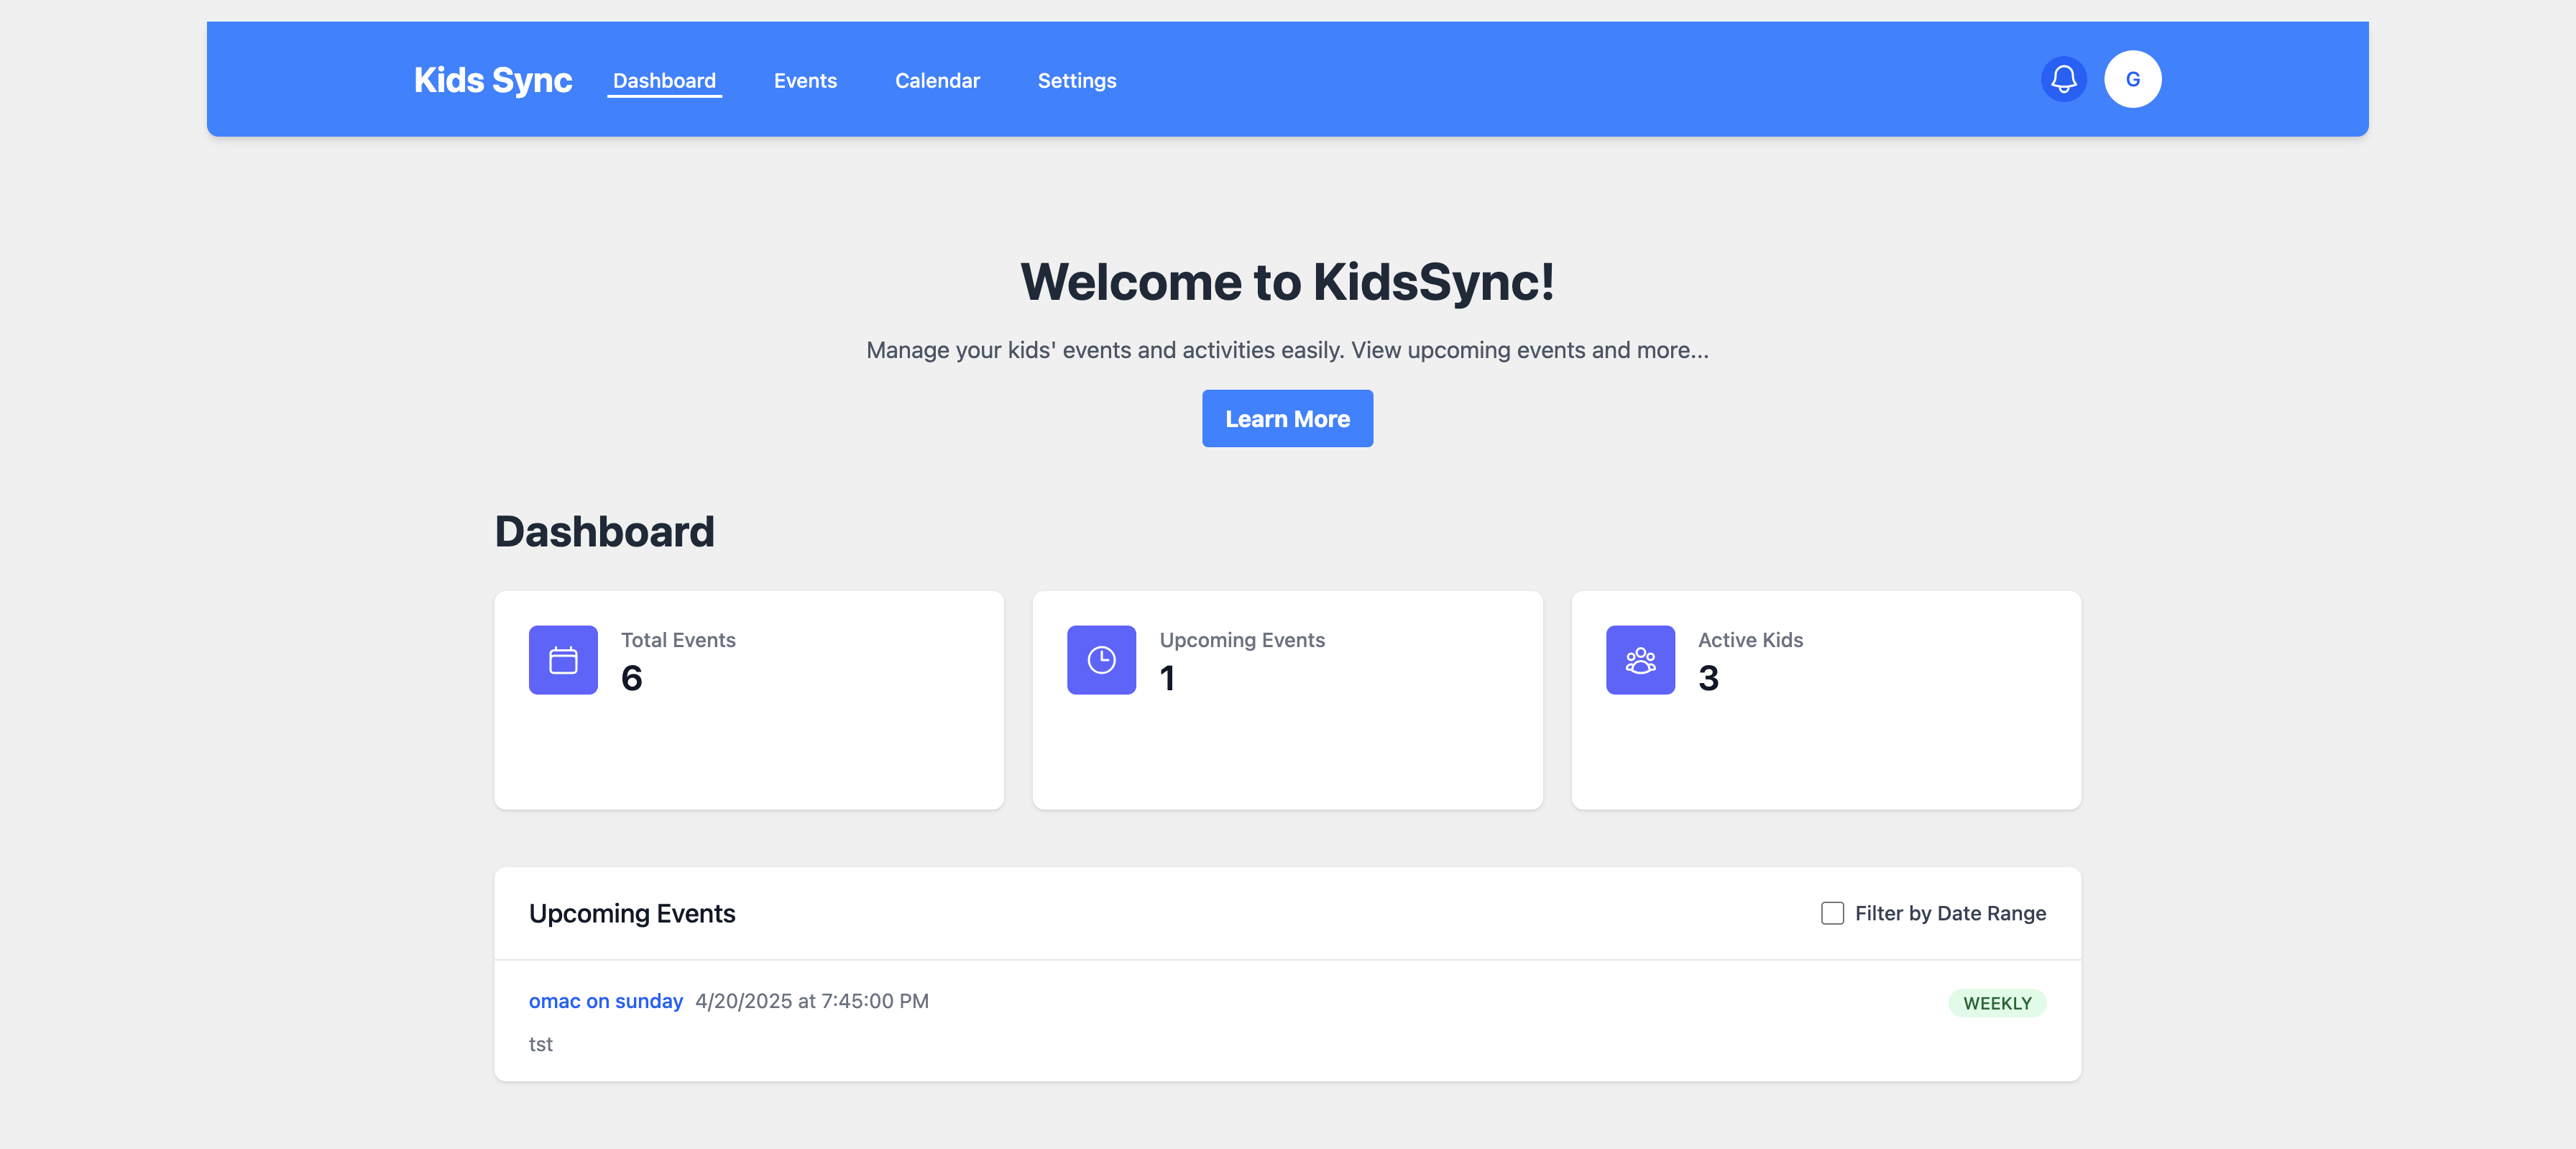 Kids Sync Dashboard Events Calendar Settings G
Welcome to KidsSync!
Manage your kids' events and activities easily. View upcoming events and more...
Learn More
Dashboard
Total Events
6
Upcoming Events
1
Active Kids
3
Upcoming Events Filter by Date Range
omac on sunday 4/20/2025 at 7:45:00 PM WEEKLY
tst